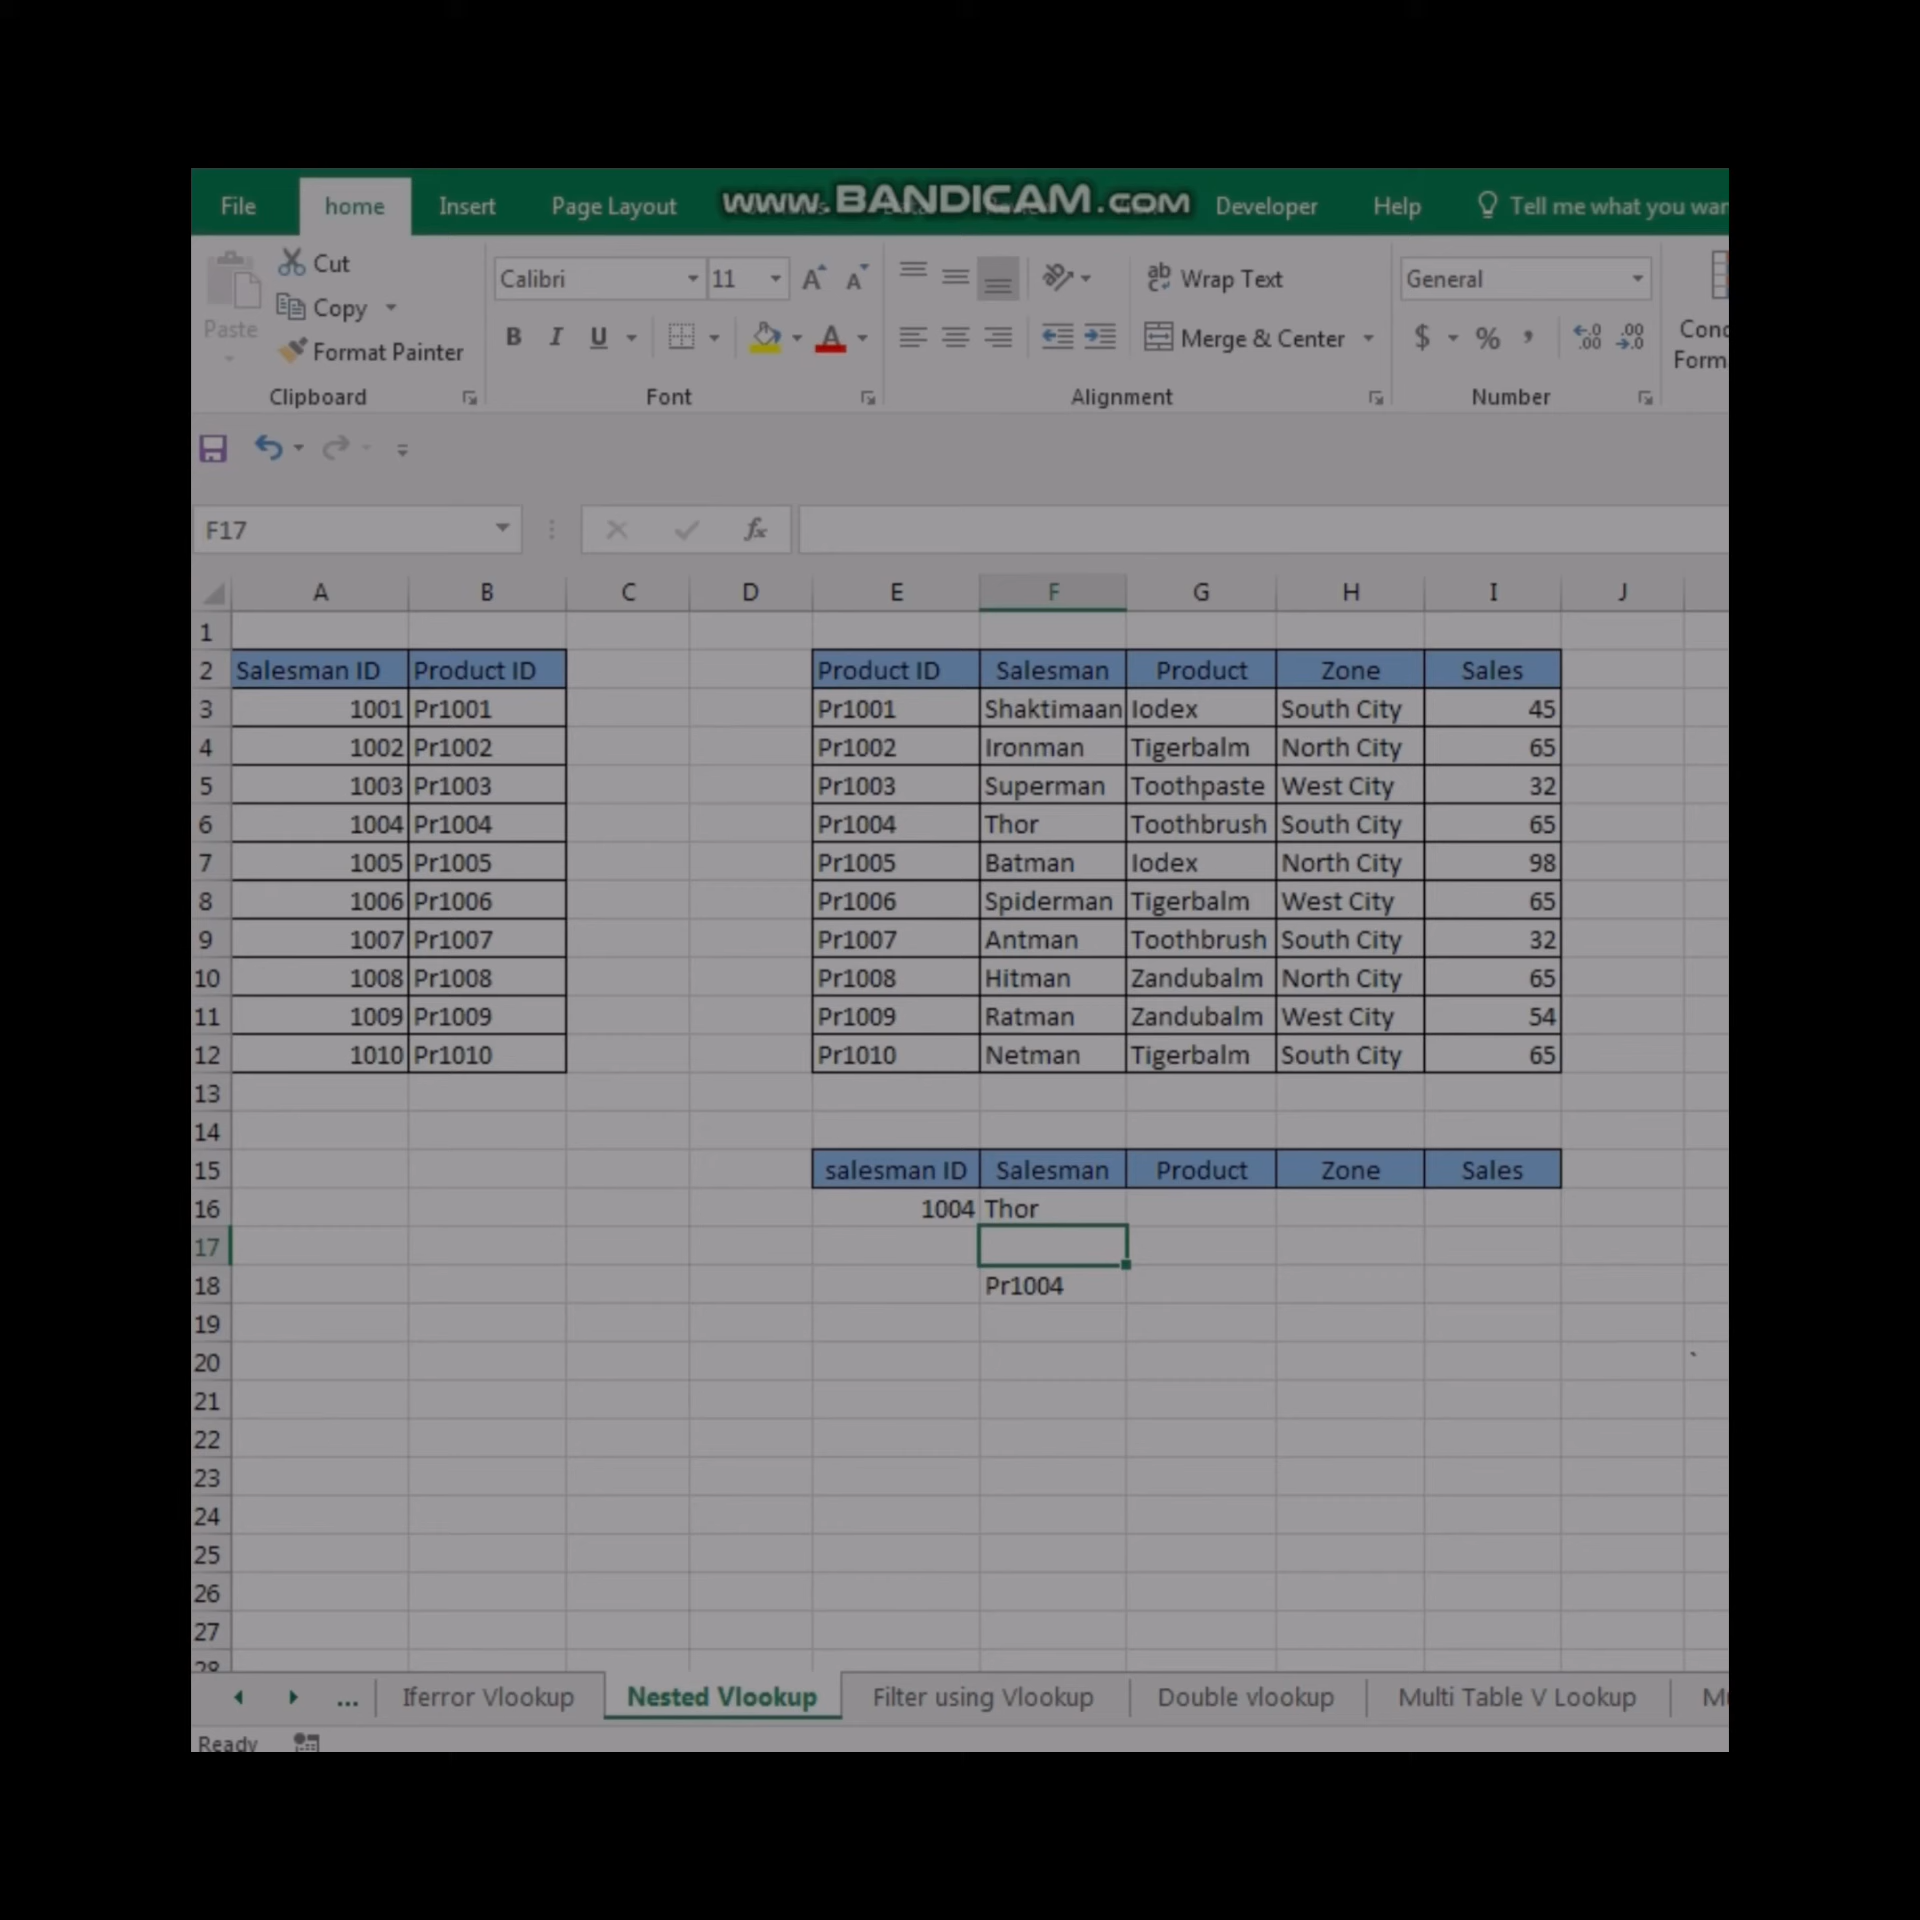 File home Insert Page Layout www.BANDICAM.com Developer Help Tell me what you wan
Cut
Copy
Paste
Format Painter
Clipboard
Calibri 11
B I U A
Font
ab Wrap Text
Merge & Center
Alignment
General
$ % , .00 .0
Number
Conc
Form
F17 fx
A B C D E F G H I J
1
2 Salesman ID Product ID Product ID Salesman Product Zone Sales
3 1001 Pr1001 Pr1001 Shaktimaan Iodex South City 45
4 1002 Pr1002 Pr1002 Ironman Tigerbalm North City 65
5 1003 Pr1003 Pr1003 Superman Toothpaste West City 32
6 1004 Pr1004 Pr1004 Thor Toothbrush South City 65
7 1005 Pr1005 Pr1005 Batman Iodex North City 98
8 1006 Pr1006 Pr1006 Spiderman Tigerbalm West City 65
9 1007 Pr1007 Pr1007 Antman Toothbrush South City 32
10 1008 Pr1008 Pr1008 Hitman Zandubalm North City 65
11 1009 Pr1009 Pr1009 Ratman Zandubalm West City 54
12 1010 Pr1010 Pr1010 Netman Tigerbalm South City 65
13
14
15 salesman ID Salesman Product Zone Sales
16 1004 Thor
17
18 Pr1004
19
20
21
22
23
24
25
26
27
28
... Iferror Vlookup Nested Vlookup Filter using Vlookup Double vlookup Multi Table V Lookup Mu
Ready